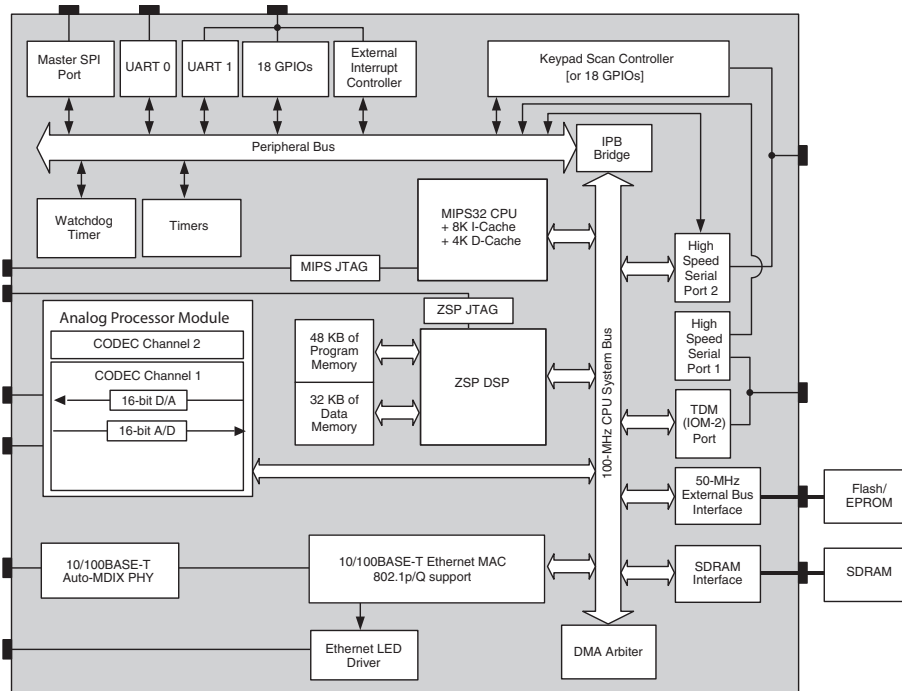 Master SPI
Port
UART 0
UART 1
18 GPIOs
External
Interrupt
Controller
Keypad Scan Controller
[or 18 GPIOs]
Peripheral Bus
IPB
Bridge
Watchdog
Timer
Timers
MIPS32 CPU
+ 8K I-Cache
+ 4K D-Cache
High
Speed
Serial
Port 2
MIPS JTAG
ZSP JTAG
Analog Processor Module
CODEC Channel 2
CODEC Channel 1
16-bit D/A
16-bit A/D
48 KB of
Program
Memory
32 KB of
Data
Memory
ZSP DSP
100-MHz CPU System Bus
High
Speed
Serial
Port 1
TDM
(IOM-2)
Port
50-MHz
External Bus
Interface
Flash/
EPROM
10/100BASE-T
Auto-MDIX PHY
10/100BASE-T Ethernet MAC
802.1p/Q support
SDRAM
Interface
SDRAM
Ethernet LED
Driver
DMA Arbiter